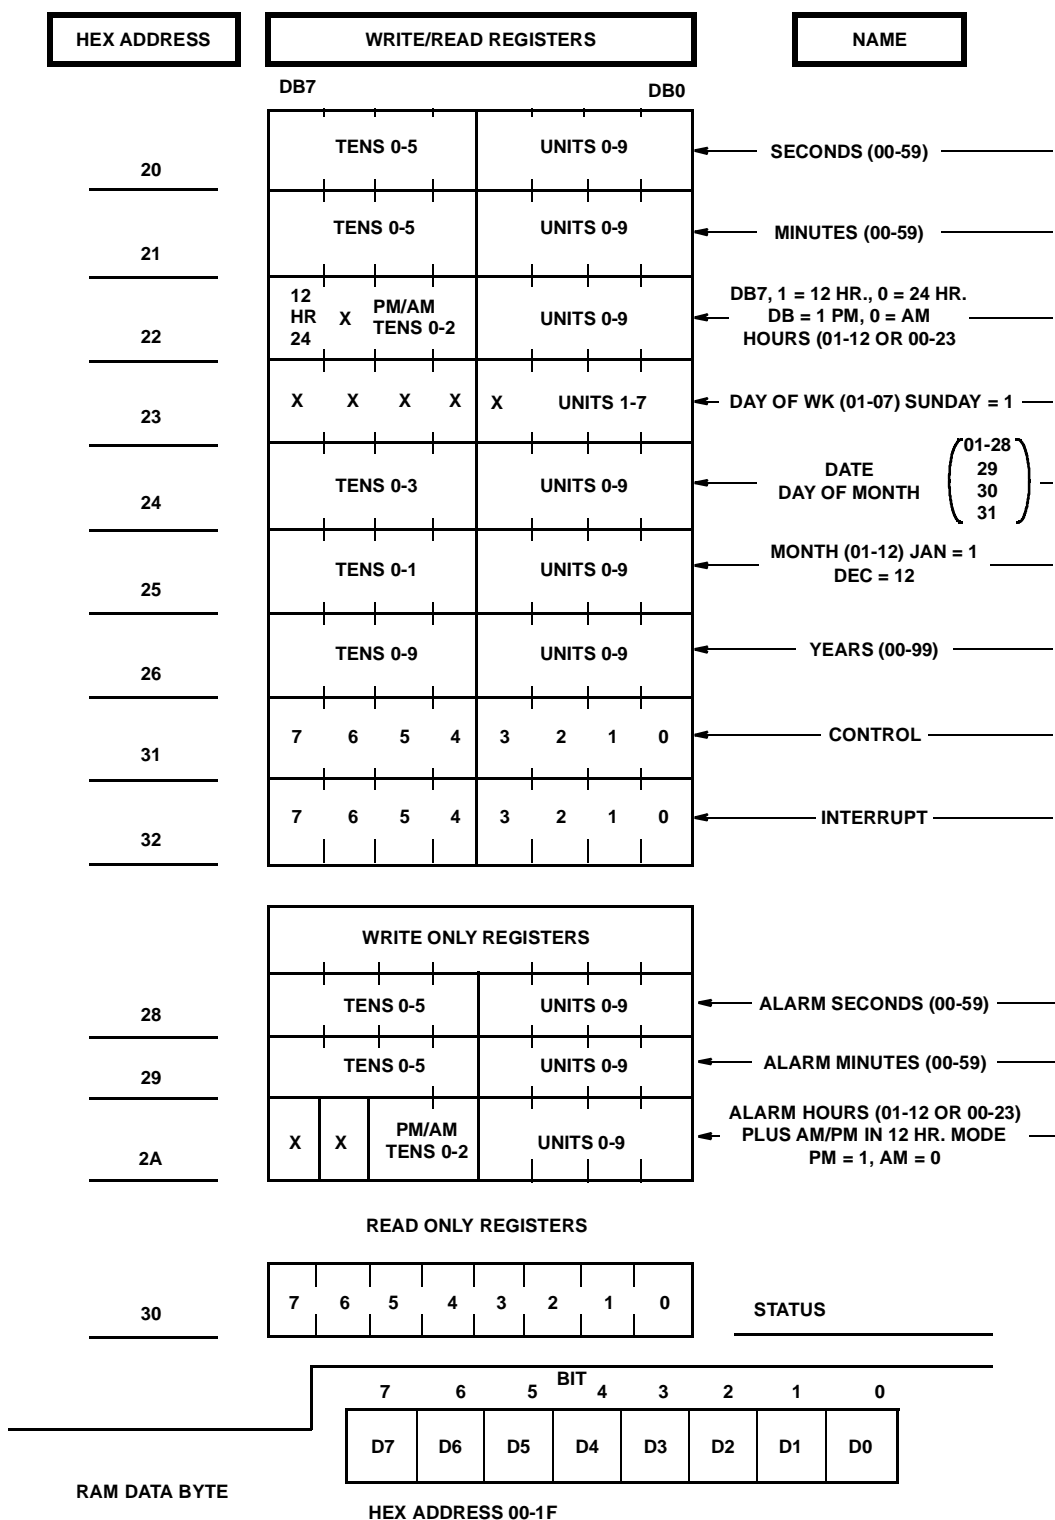 HEX ADDRESS WRITE/READ REGISTERS NAME
DB7 DB0
20 TENS 0-5 UNITS 0-9 SECONDS (00-59)
21 TENS 0-5 UNITS 0-9 MINUTES (00-59)
22 12 HR 24 X PM/AM TENS 0-2 UNITS 0-9 DB7, 1 = 12 HR., 0 = 24 HR.
DB = 1 PM, 0 = AM
HOURS (01-12 OR 00-23
23 X X X X X UNITS 1-7 DAY OF WK (01-07) SUNDAY = 1
24 TENS 0-3 UNITS 0-9 DATE
DAY OF MONTH
01-28
29
30
31
25 TENS 0-1 UNITS 0-9 MONTH (01-12) JAN = 1
DEC = 12
26 TENS 0-9 UNITS 0-9 YEARS (00-99)
31 7 6 5 4 3 2 1 0 CONTROL
32 7 6 5 4 3 2 1 0 INTERRUPT
WRITE ONLY REGISTERS
28 TENS 0-5 UNITS 0-9 ALARM SECONDS (00-59)
29 TENS 0-5 UNITS 0-9 ALARM MINUTES (00-59)
2A X X PM/AM TENS 0-2 UNITS 0-9 ALARM HOURS (01-12 OR 00-23)
PLUS AM/PM IN 12 HR. MODE
PM = 1, AM = 0
READ ONLY REGISTERS
30 7 6 5 4 3 2 1 0 STATUS
BIT
7 6 5 4 3 2 1 0
D7 D6 D5 D4 D3 D2 D1 D0
RAM DATA BYTE
HEX ADDRESS 00-1F